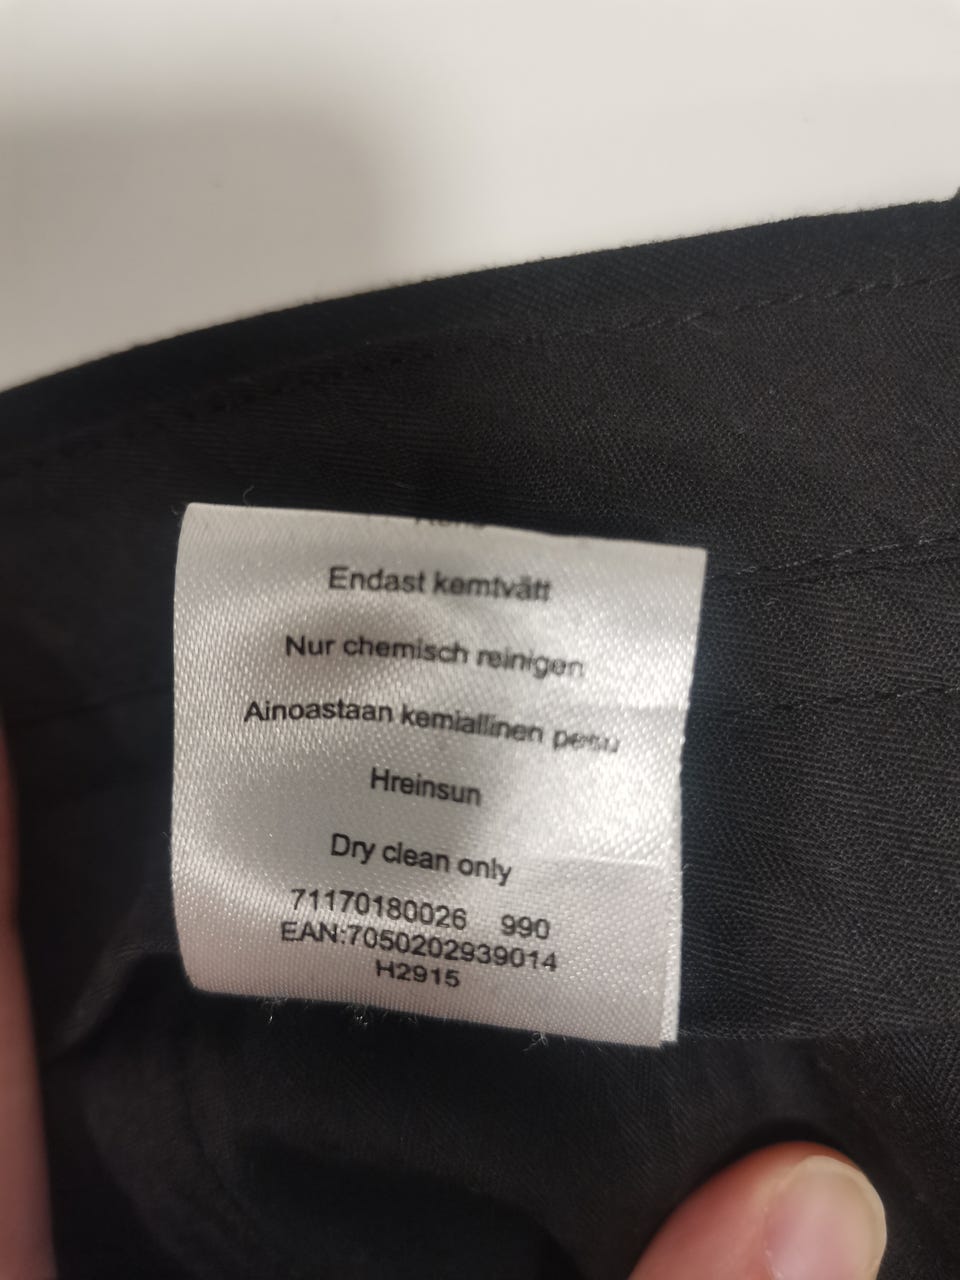 Endast kemtvätt
Nur chemisch reinigen
Ainoastaan kemiallinen pesu
Hreinsun
Dry clean only
71170180026 990
EAN:7050202939014
H2915